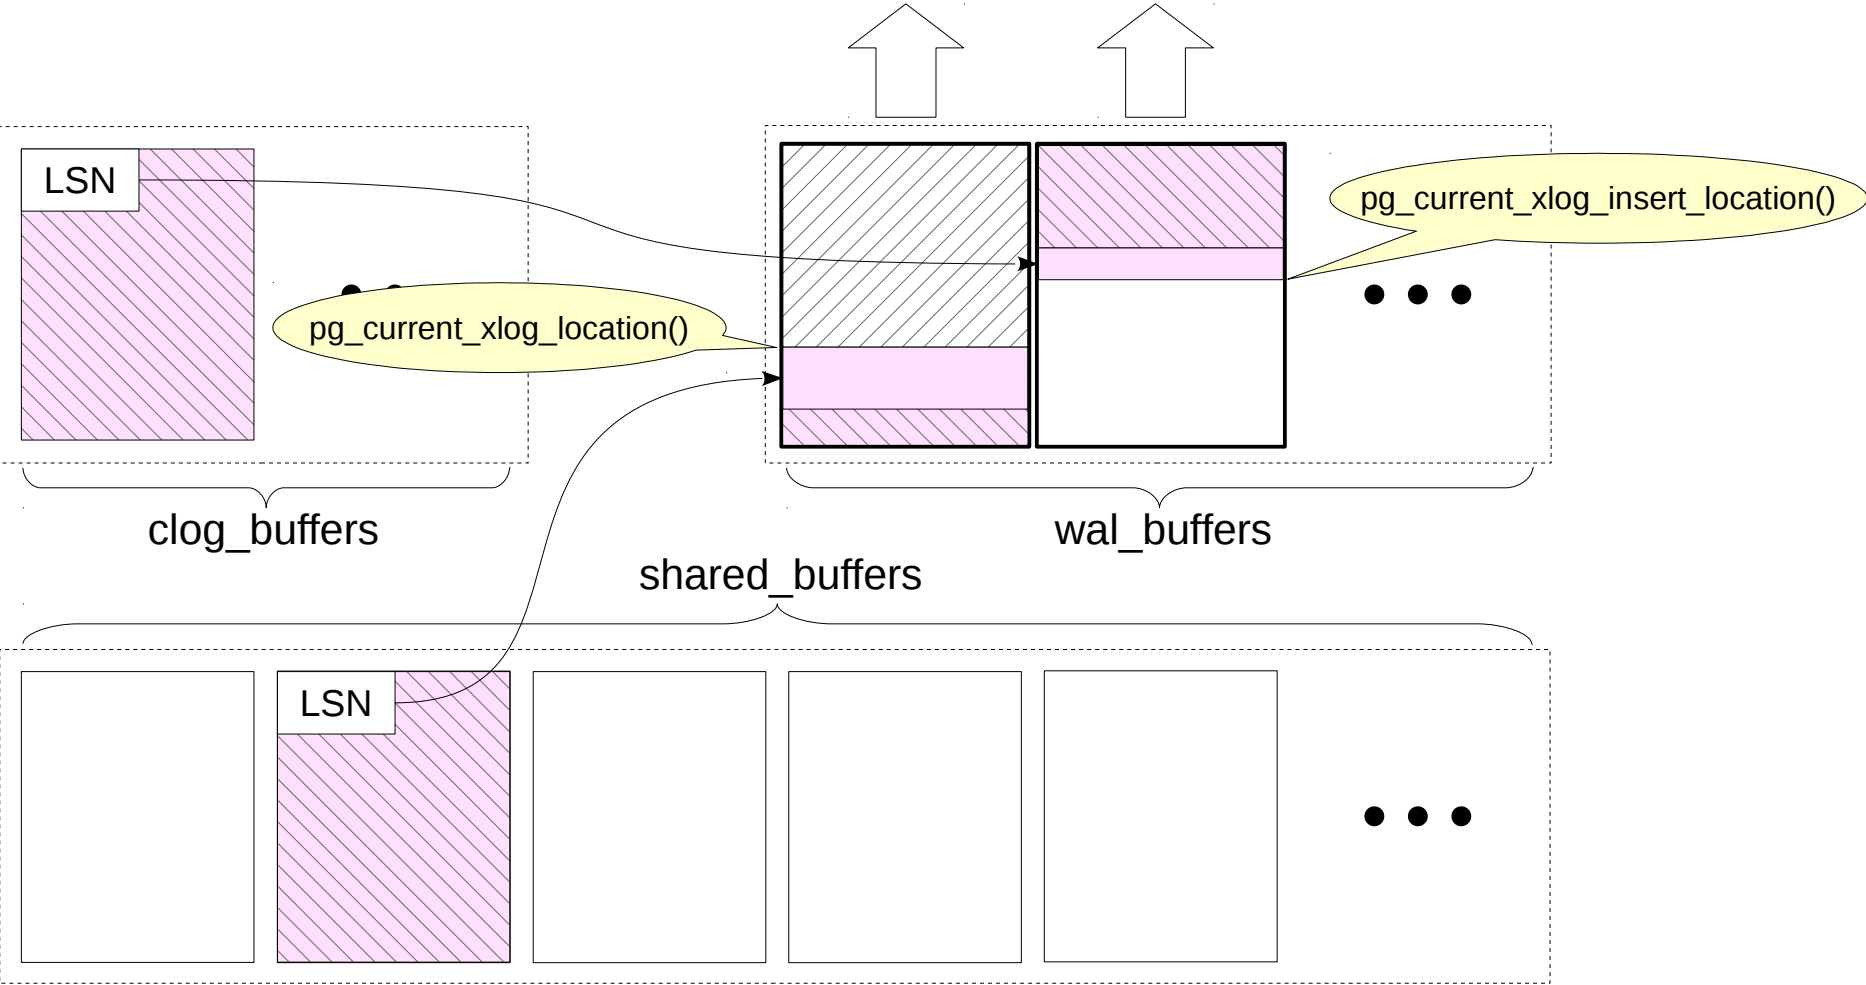 LSN
pg_current_xlog_insert_location()
pg_current_xlog_location()
clog_buffers
wal_buffers
shared_buffers
LSN